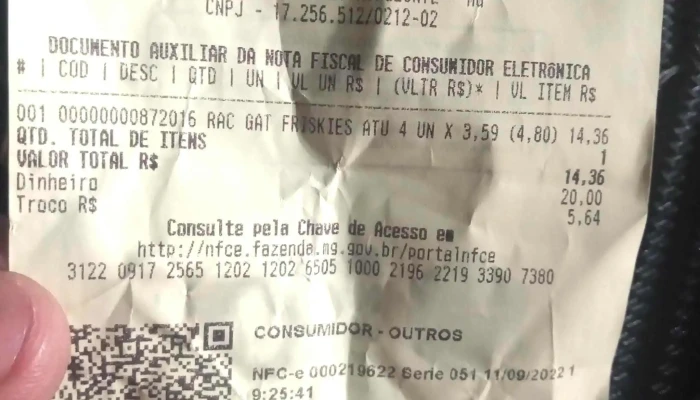 CNPJ - 17.256.512/0212-02
DOCUMENTO AUXILIAR DA NOTA FISCAL DE CONSUMIDOR ELETRôNICA
# | COD | DESC | QTD | UN | VL UN R$ | (VLTR R$)* | VL ITEM R$
001 00000000872016 RAC GAT FRISKIES ATU 4 UN X 3,59 (4,80) 14,36
QTD. TOTAL DE ITENS 1
VALOR TOTAL R$ 14,36
Dinheiro 20,00
Troco R$ 5,64
Consulte pela Chave de Acesso em
http://nfce.fazenda.mg.gov.br/portalnfce
3122 0917 2565 1202 1202 6505 1000 2196 2219 3390 7380
CONSUMIDOR - OUTROS
NFC-e 000219622 Serie 051 11/09/2022 1
9:25:41